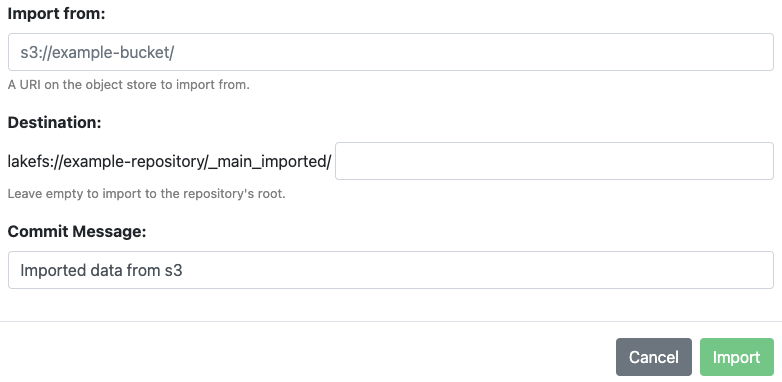 Import from:
s3://example-bucket/
A URI on the object store to import from.
Destination:
lakefs://example-repository/_main_imported/
Leave empty to import to the repository's root.
Commit Message:
Imported data from s3
Cancel Import